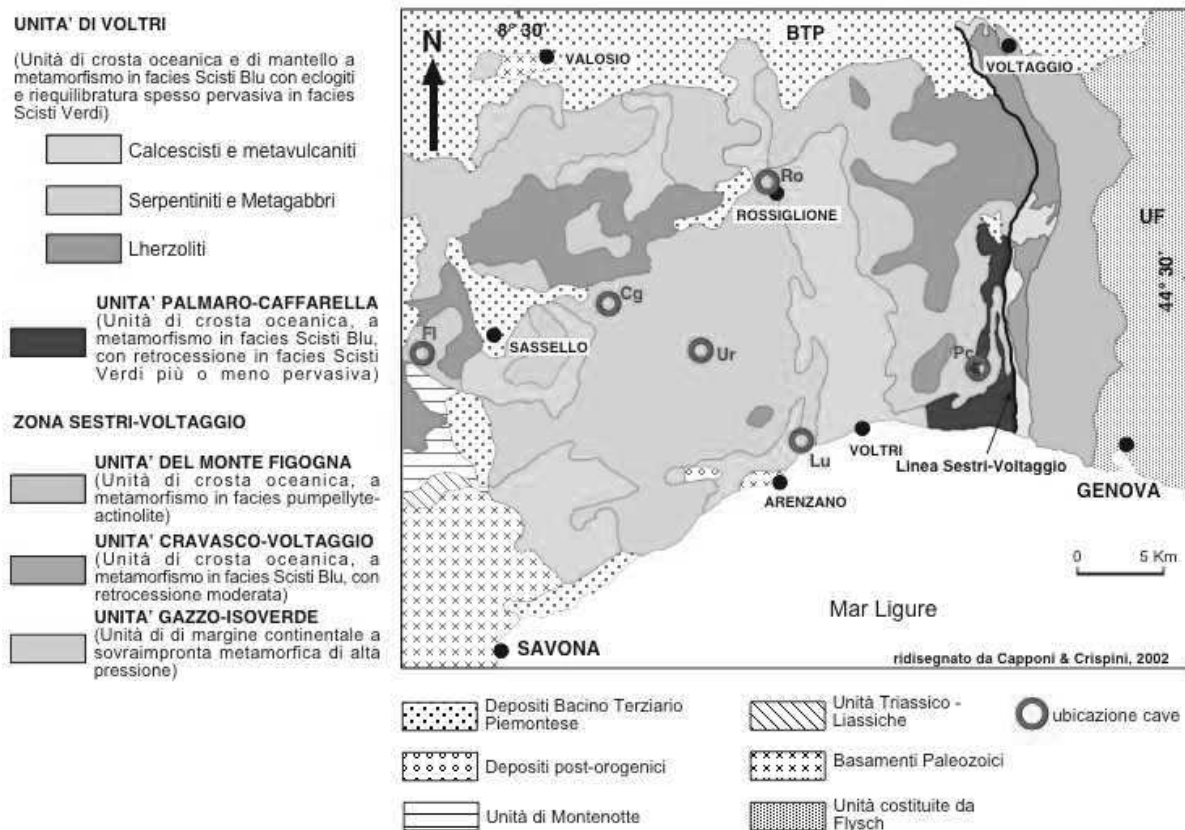 UNITA' DI VOLTRI
(Unità di crosta oceanica e di mantello a
metamorfismo in facies Scisti Blu con eclogiti
e riequilibratura spesso pervasiva in facies
Scisti Verdi)
Calcescisti e metavulcaniti
Serpentiniti e Metagabbri
Lherzoliti
UNITA' PALMARO-CAFFARELLA
(Unità di crosta oceanica, a
metamorfismo in facies Scisti Blu,
con retrocessione in facies Scisti
Verdi più o meno pervasiva)
ZONA SESTRI-VOLTAGGIO
UNITA' DEL MONTE FIGOGNA
(Unità di crosta oceanica, a
metamorfismo in facies pumpellyte-
actinolite)
UNITA' CRAVASCO-VOLTAGGIO
(Unità di crosta oceanica, a
metamorfismo in facies Scisti Blu, con
retrocessione moderata)
UNITA' GAZZO-ISOVERDE
(Unità di di margine continentale a
sovraimpronta metamorfica di alta
pressione)
N
8° 30'
BTP
VALOSIO
VOLTAGGIO
Ro
ROSSIGLIONE
UF
44° 30'
Cg
Fl
SASSELLO
Ur
Pc
Lu
VOLTRI
Linea Sestri-Voltaggio
ARENZANO
GENOVA
0 5 Km
Mar Ligure
SAVONA
ridisegnato da Capponi & Crispini, 2002
Depositi Bacino Terziario
Piemontese
Depositi post-orogenici
Unità di Montenotte
Unità Triassico -
Liassiche
Basamenti Paleozoici
Unità costituite da
Flysch
ubicazione cave